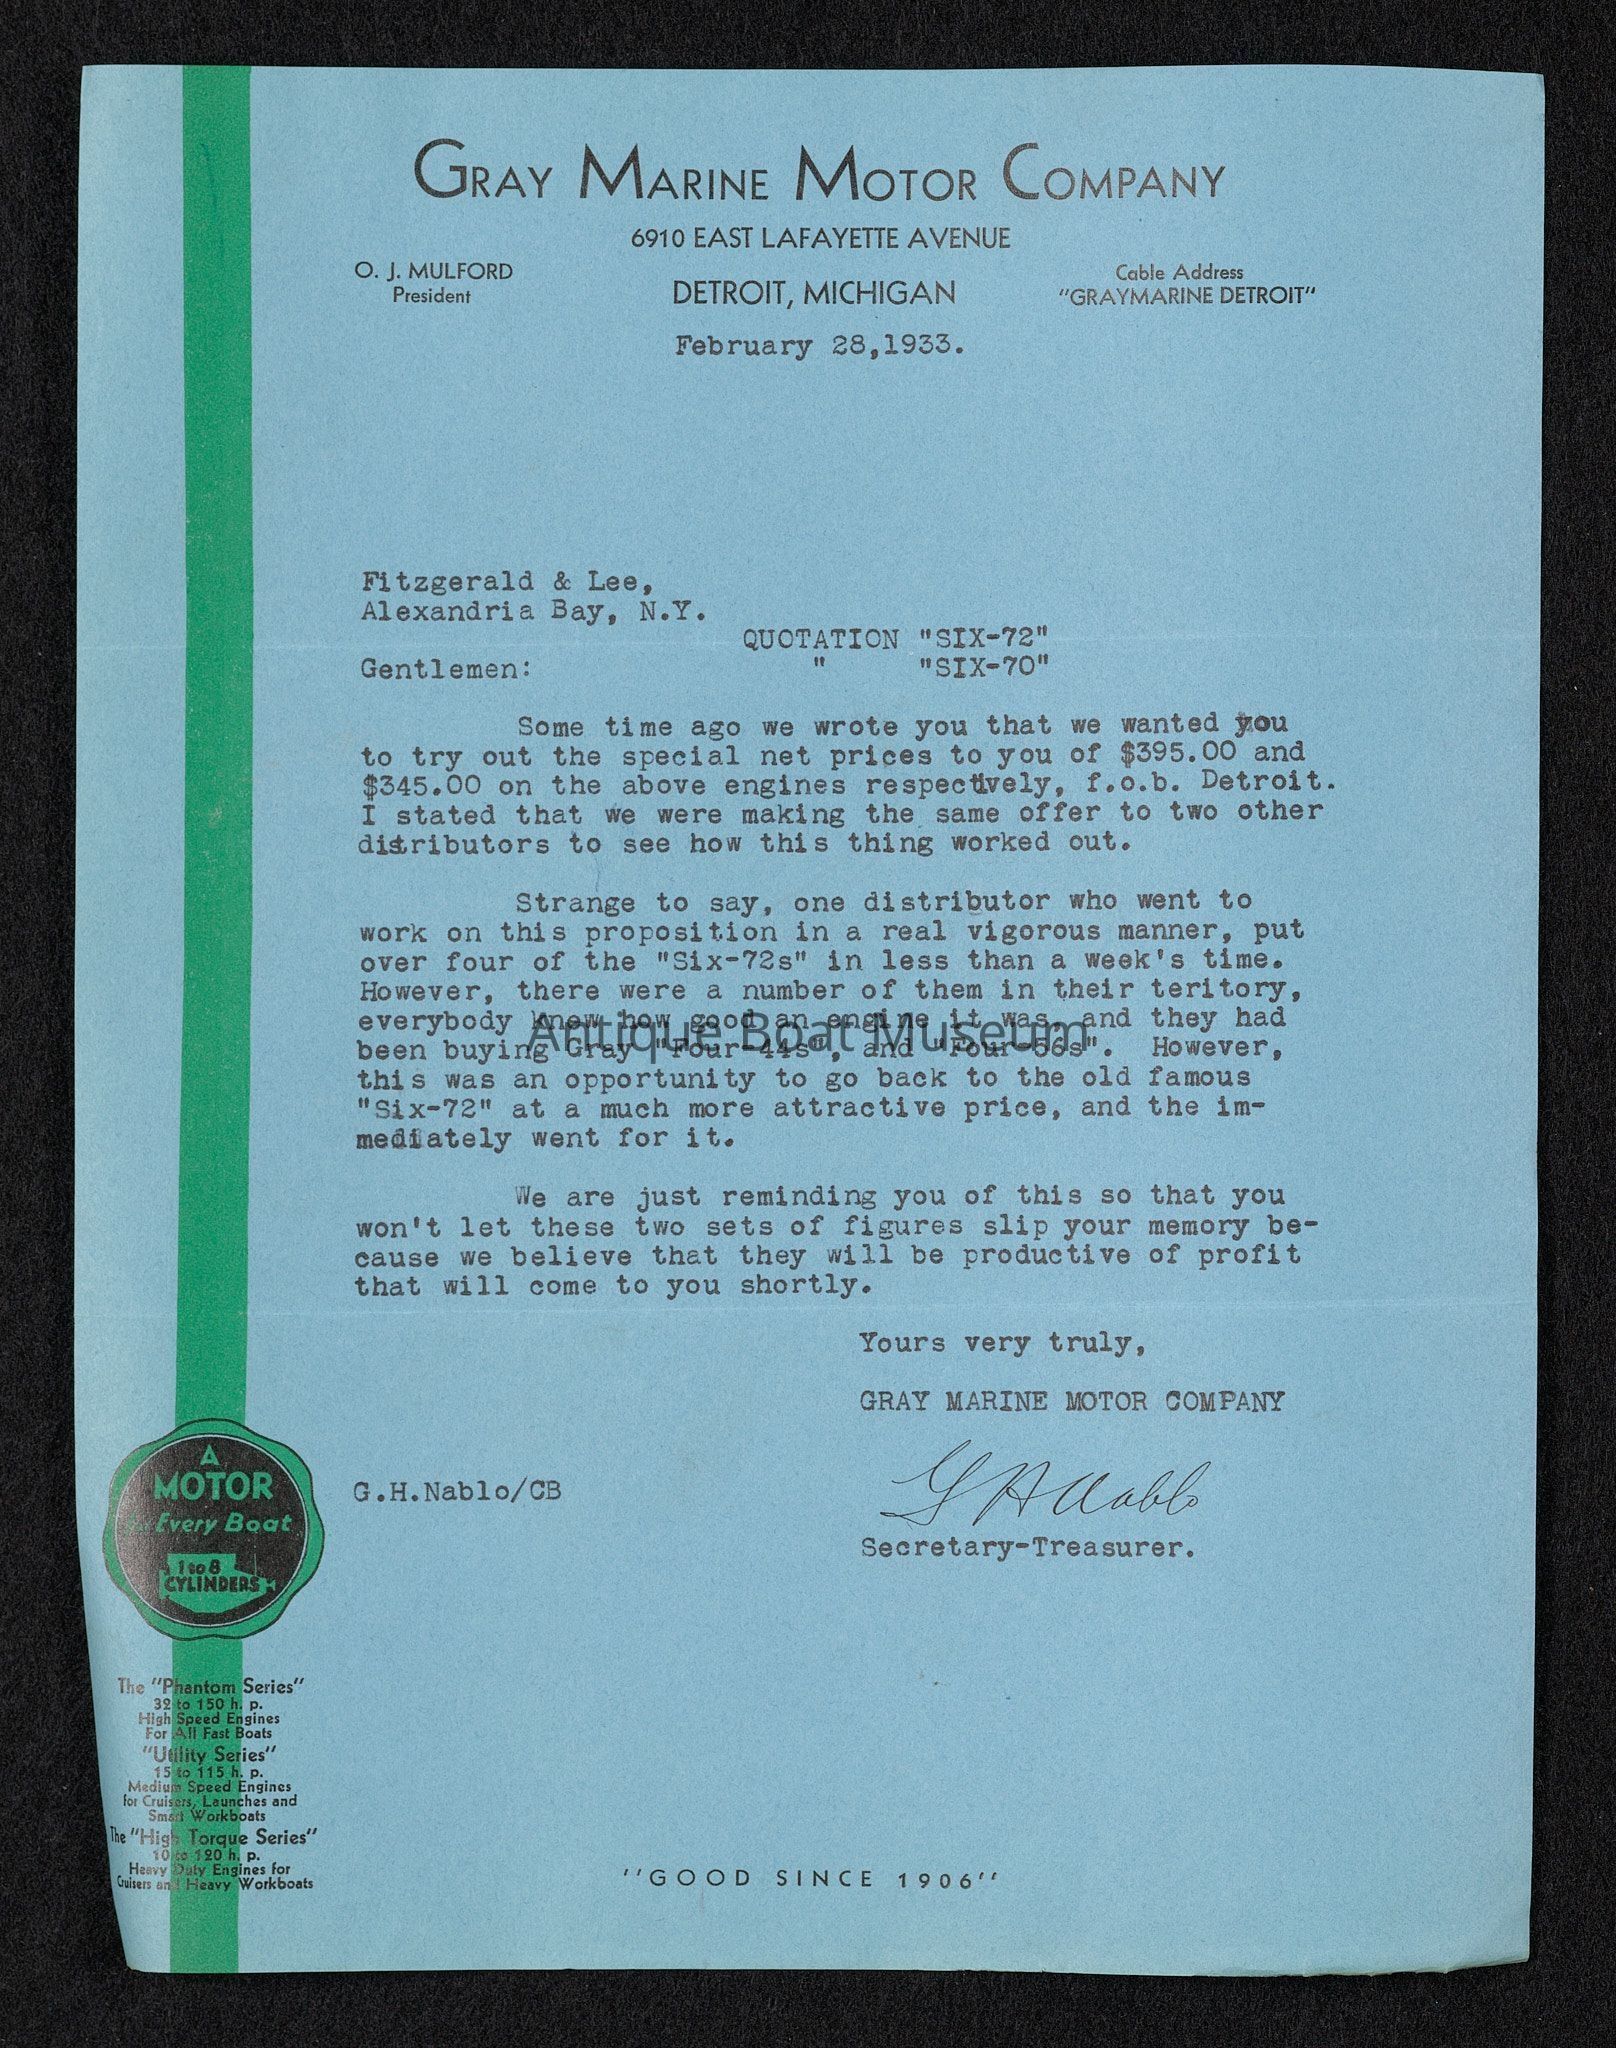 GRAY MARINE MOTOR COMPANY
6910 EAST LAFAYETTE AVENUE
O. J. MULFORD
President
DETROIT, MICHIGAN
Cable Address
"GRAYMARINE DETROIT"
February 28,1933.
Fitzgerald & Lee,
Alexandria Bay, N.Y.
QUOTATION "SIX-72"
Gentlemen: " "SIX-70"
Some time ago we wrote you that we wanted you
to try out the special net prices to you of $395.00 and
$345.00 on the above engines respectively, f.o.b. Detroit.
I stated that we were making the same offer to two other
distributors to see how this thing worked out.
Strange to say, one distributor who went to
work on this proposition in a real vigorous manner, put
over four of the "Six-72s" in less than a week's time.
However, there were a number of them in their teritory,
everybody knew how good an engine it was, and they had
been buying Gray "Four-44s", and "Four-56s". However,
this was an opportunity to go back to the old famous
"Six-72" at a much more attractive price, and the im-
mediately went for it.
We are just reminding you of this so that you
won't let these two sets of figures slip your memory be-
cause we believe that they will be productive of profit
that will come to you shortly.
Yours very truly,
GRAY MARINE MOTOR COMPANY
G.H.Nablo/CB
G H Nablo
Secretary-Treasurer.
A
MOTOR
for Every Boat
1 to 8
CYLINDERS
The "Phantom Series"
32 to 150 h. p.
High Speed Engines
For All Fast Boats
"Utility Series"
15 to 115 h. p.
Medium Speed Engines
for Cruisers, Launches and
Smart Workboats
The "High Torque Series"
10 to 120 h. p.
Heavy Duty Engines for
Cruisers and Heavy Workboats
"GOOD SINCE 1906"
Antique Boat Museum